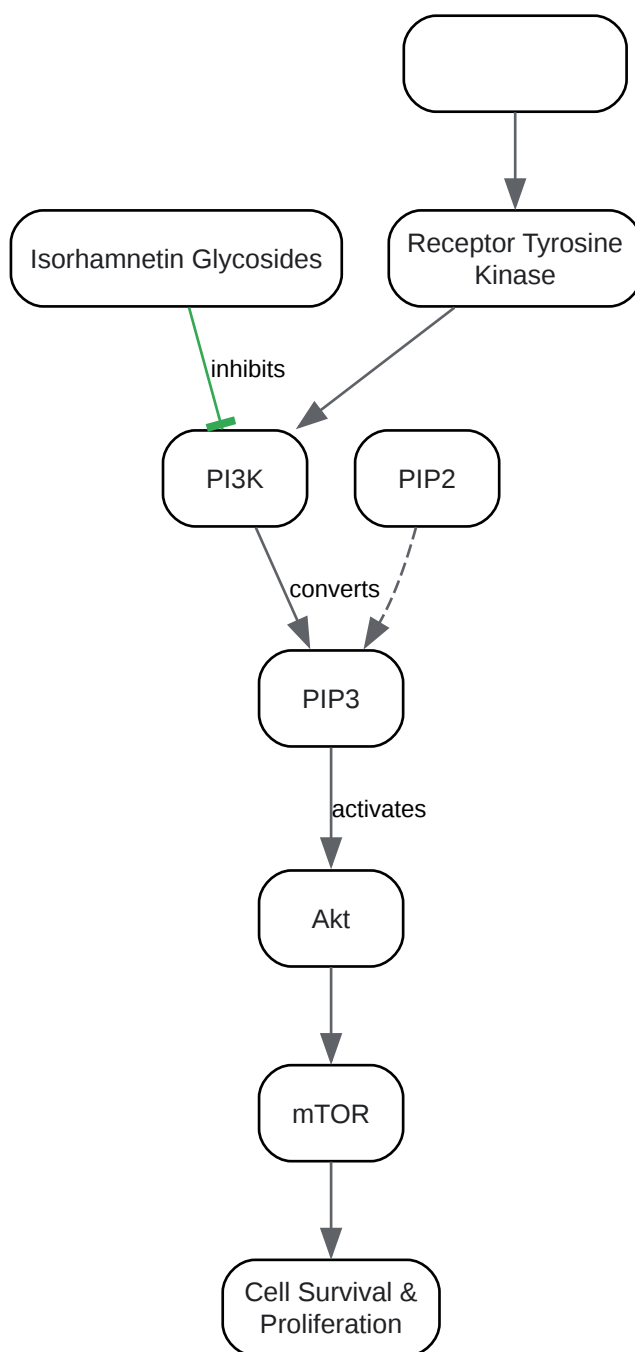 Isorhamnetin Glycosides
Receptor Tyrosine
Kinase
inhibits
PI3K
PIP2
converts
PIP3
activates
Akt
mTOR
Cell Survival &
Proliferation